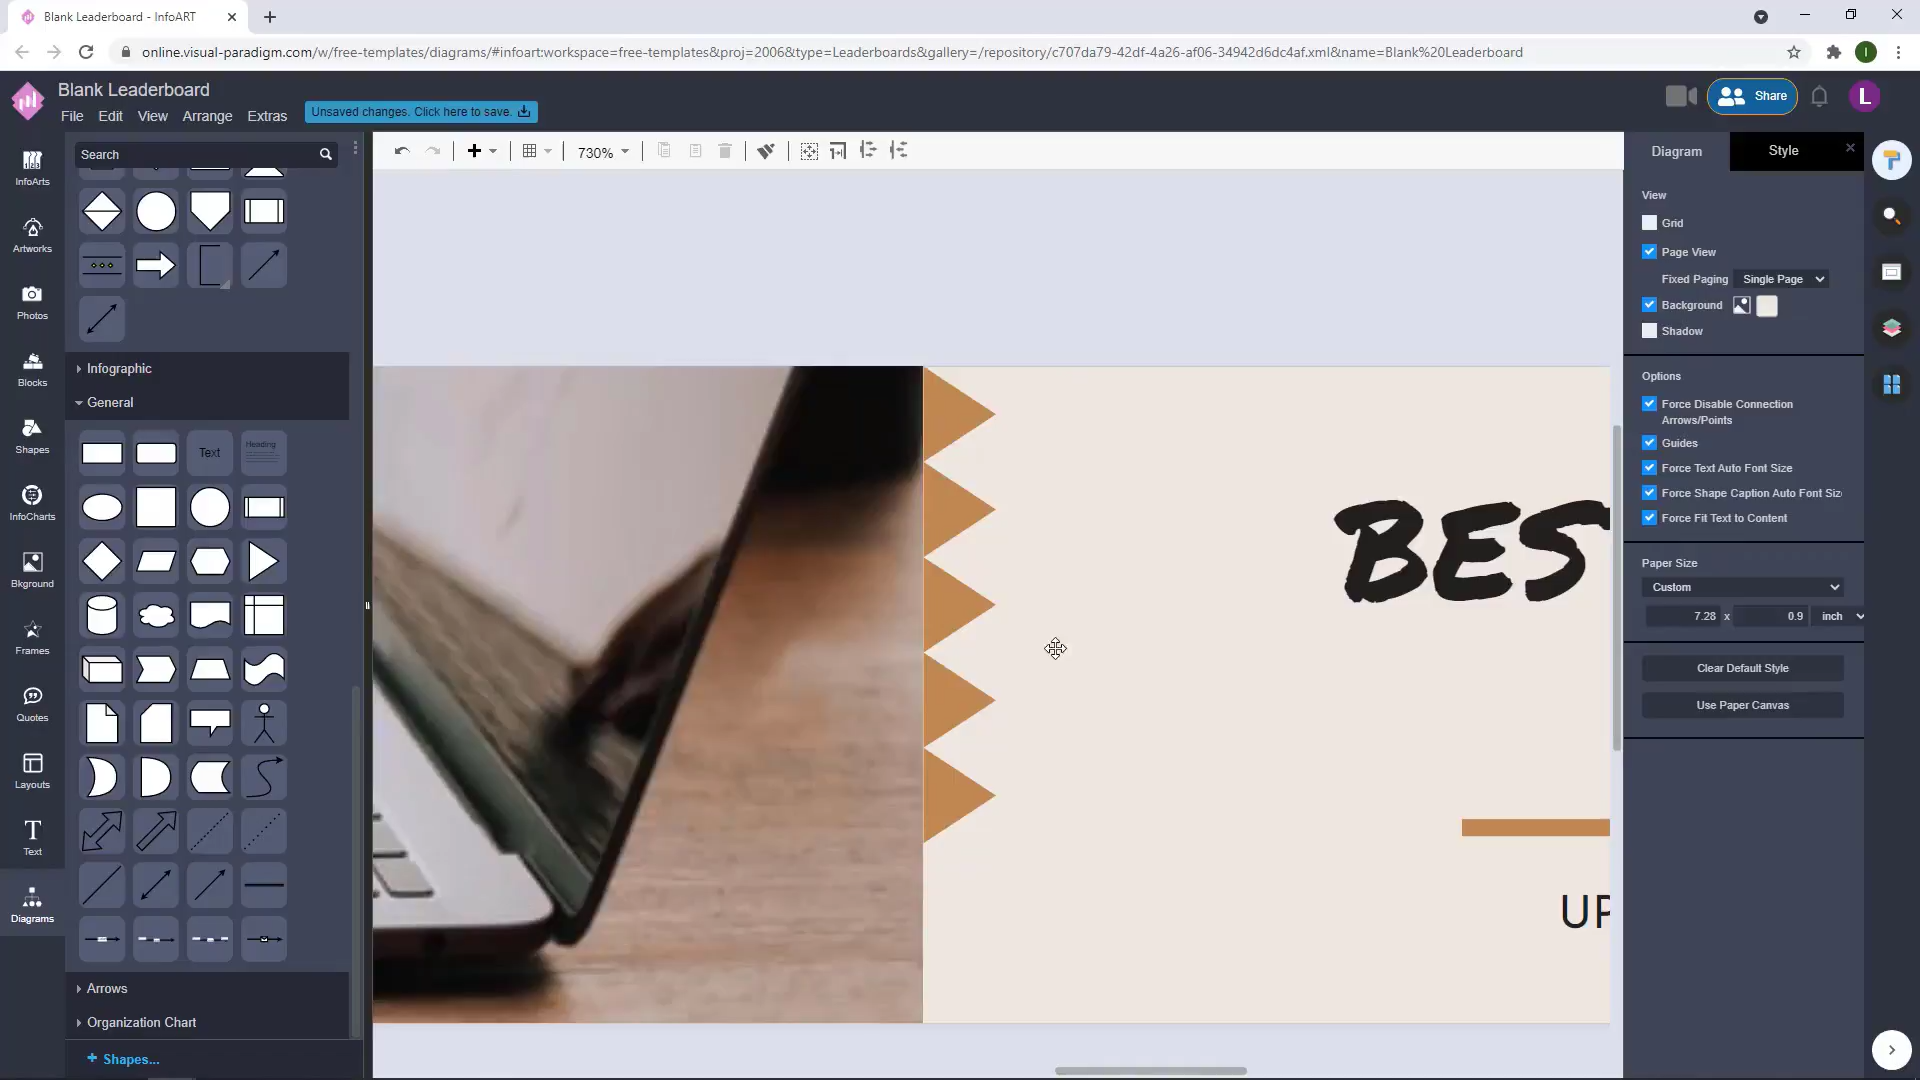 Blank Leaderboard - InfoART
online.visual-paradigm.com/w/free-templates/diagrams/#infoart:workspace=free-templates&proj=2006&type=Leaderboards&gallery=/repository/c707da79-42df-4a26-af06-34942d6dc4af.xml&name=Blank%20Leaderboard
I
Blank Leaderboard
File Edit View Arrange Extras
Unsaved changes. Click here to save.
Share
L
InfoArts
Artworks
Photos
Blocks
Shapes
InfoCharts
Bkground
Frames
Quotes
Layouts
T
Text
Diagrams
Search
Infographic
General
Text
Heading
Arrows
Organization Chart
+ Shapes...
730%
BEST
UP
Diagram
Style
View
Grid
Page View
Fixed Paging Single Page
Background
Shadow
Options
Force Disable Connection
Arrows/Points
Guides
Force Text Auto Font Size
Force Shape Caption Auto Font Siz
Force Fit Text to Content
Paper Size
Custom
7.28 x 0.9 inch
Clear Default Style
Use Paper Canvas